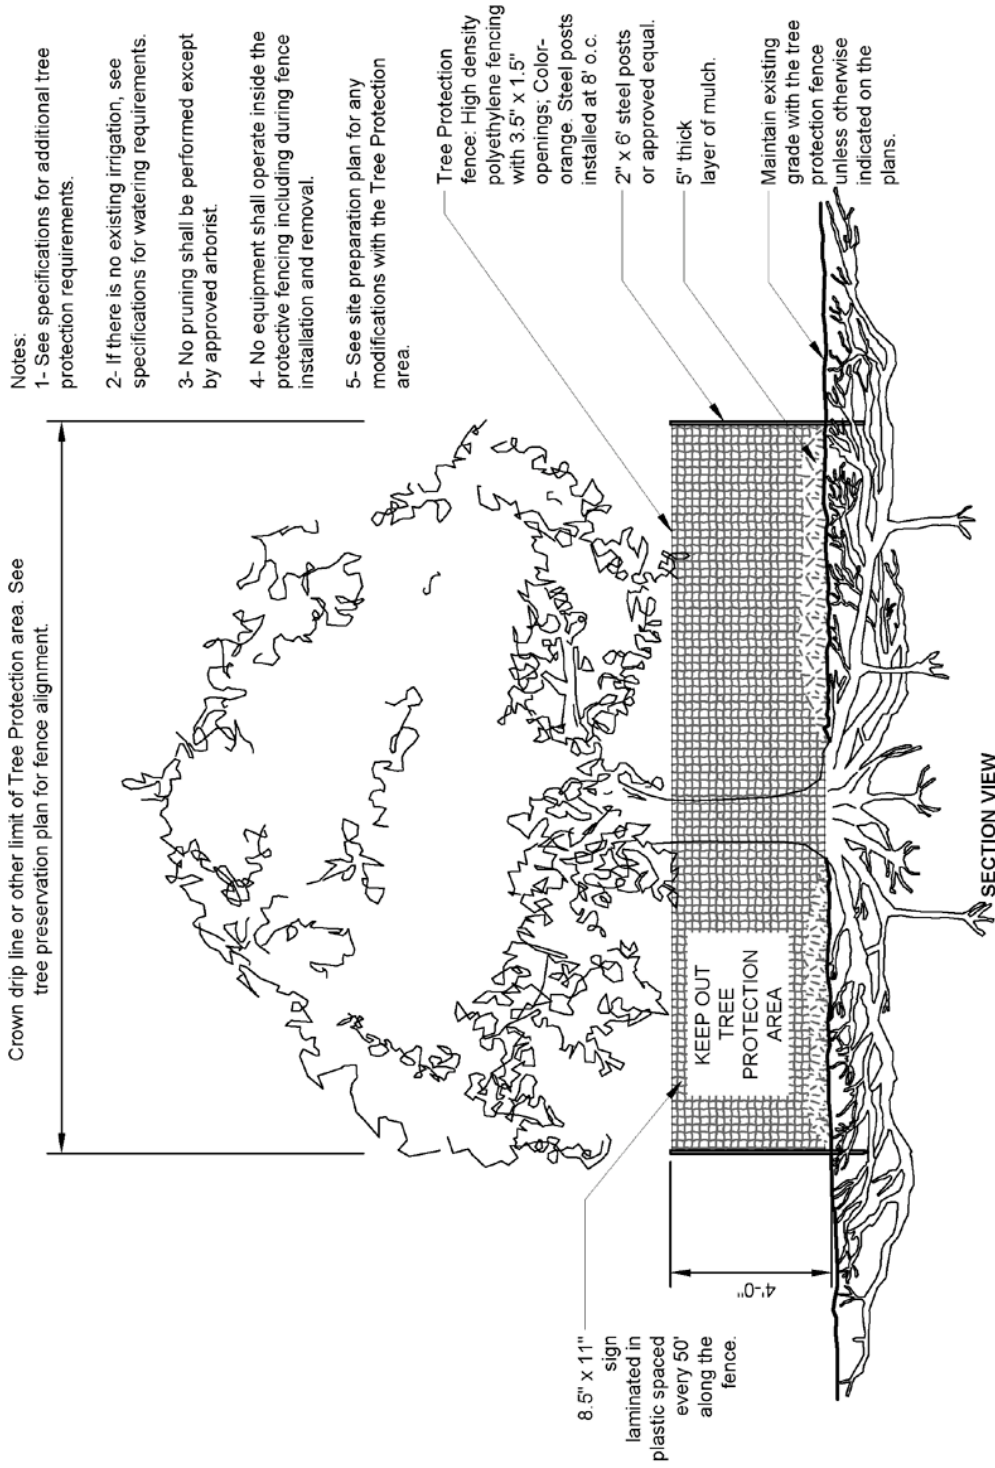 Crown drip line or other limit of Tree Protection area. See
tree preservation plan for fence alignment.
Notes:
1- See specifications for additional tree
protection requirements.
2- If there is no existing irrigation, see
specifications for watering requirements.
3- No pruning shall be performed except
by approved arborist.
4- No equipment shall operate inside the
protective fencing including during fence
installation and removal.
5- See site preparation plan for any
modifications with the Tree Protection
area.
Tree Protection
fence: High density
polyethylene fencing
with 3.5" x 1.5"
openings; Color-
orange. Steel posts
installed at 8' o.c.
2" x 6' steel posts
or approved equal.
5" thick
layer of mulch.
Maintain existing
grade with the tree
protection fence
unless otherwise
indicated on the
plans.
8.5" x 11"
sign
laminated in
plastic spaced
every 50'
along the
fence.
4'-0"
KEEP OUT
TREE
PROTECTION
AREA
SECTION VIEW